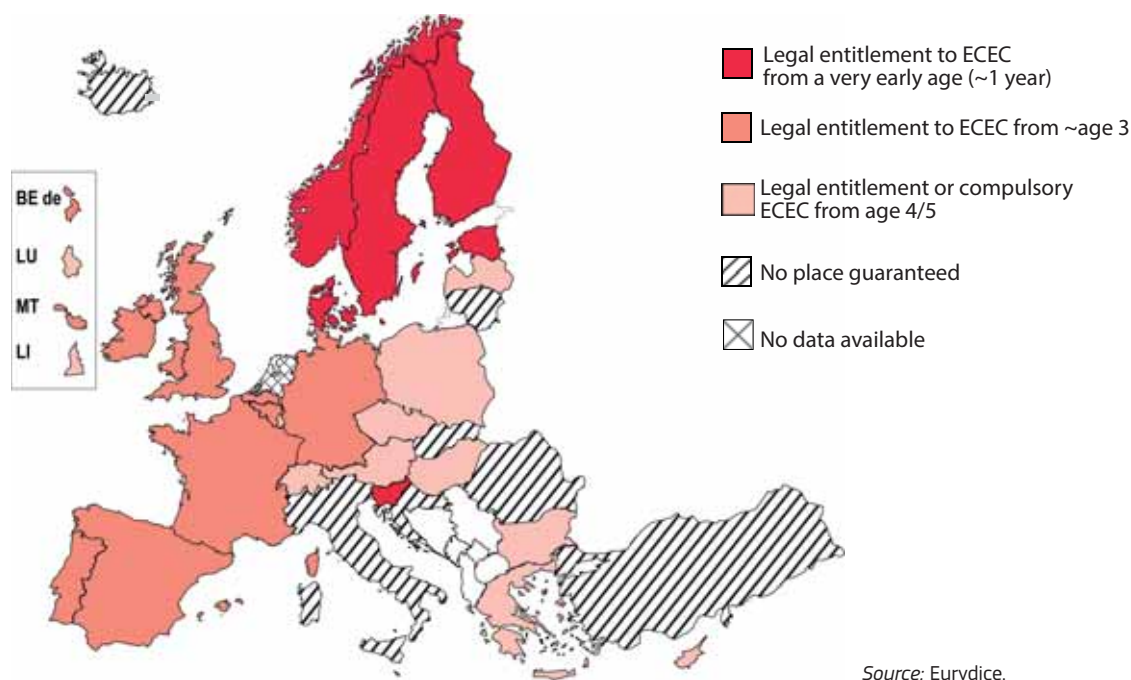 Legal entitlement to ECEC
from a very early age (~1 year)
Legal entitlement to ECEC from ~age 3
Legal entitlement or compulsory
ECEC from age 4/5
No place guaranteed
No data available
BE de
LU
MT
LI
Source: Eurydice.